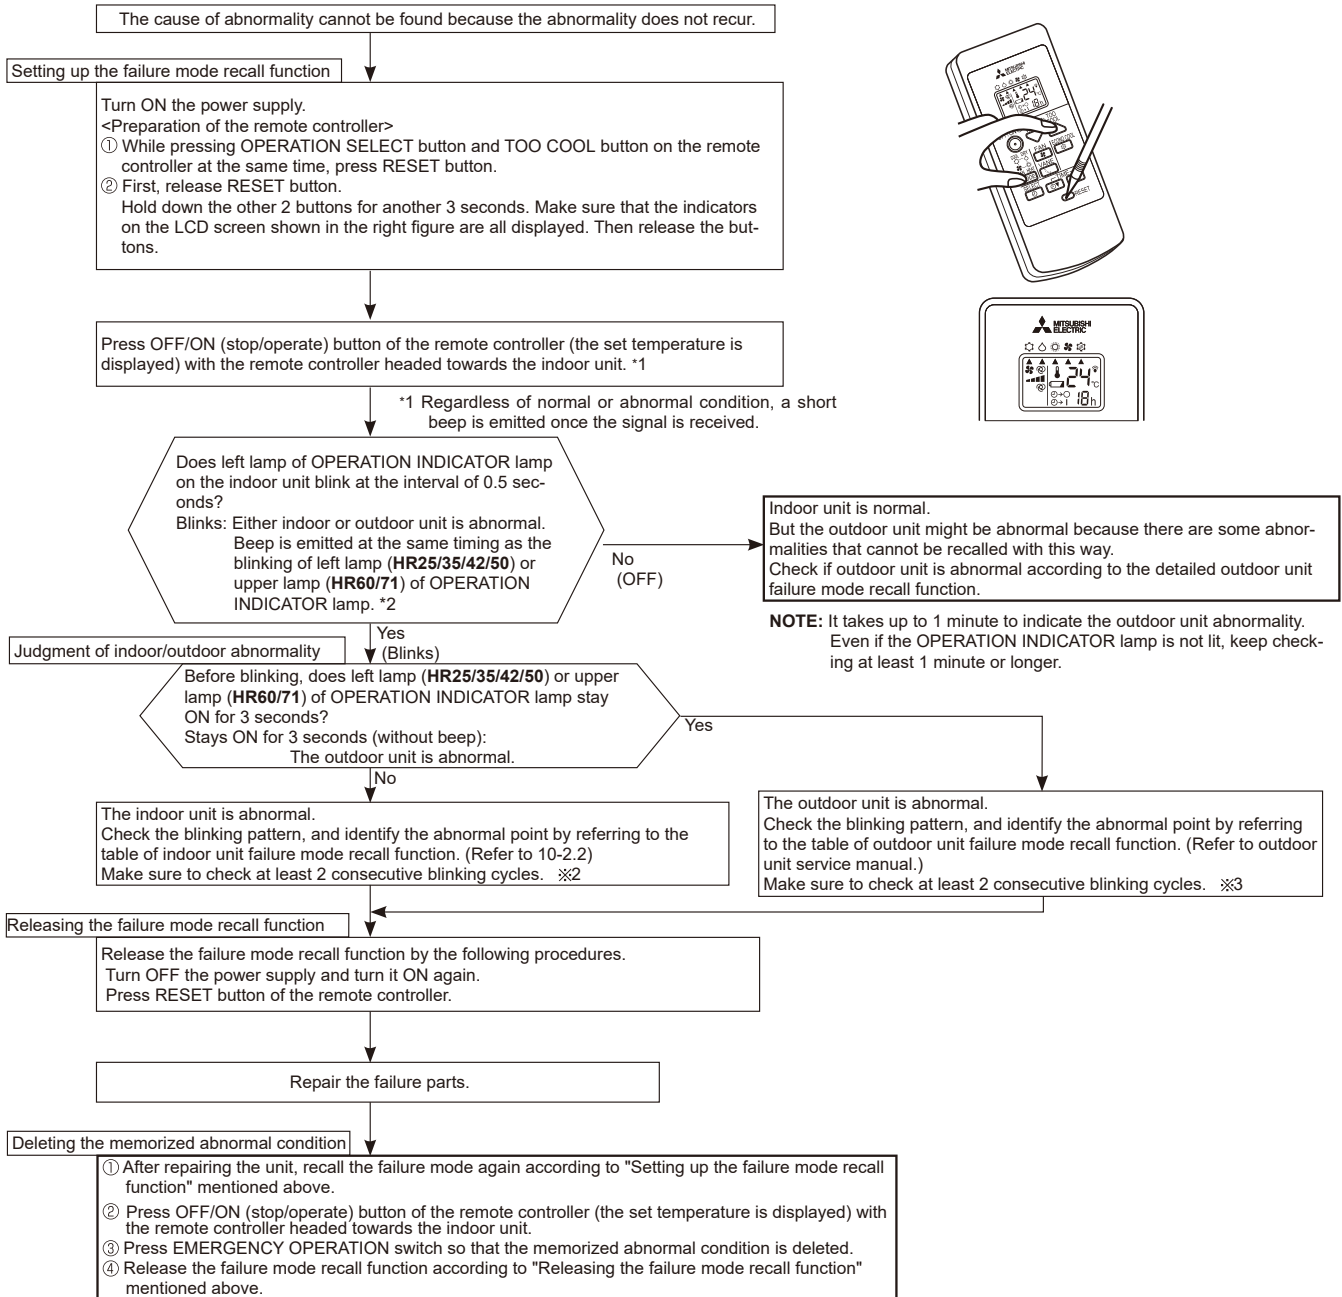 The cause of abnormality cannot be found because the abnormality does not recur.
Setting up the failure mode recall function
Turn ON the power supply.
<Preparation of the remote controller>
① While pressing OPERATION SELECT button and TOO COOL button on the remote
controller at the same time, press RESET button.
② First, release RESET button.
Hold down the other 2 buttons for another 3 seconds. Make sure that the indicators
on the LCD screen shown in the right figure are all displayed. Then release the but-
tons.
MITSUBISHI
ELECTRIC
24
18h
TOO
COOL
ECONO COOL
FAN
VANE
RESET
MITSUBISHI
ELECTRIC
24°C
18h
Press OFF/ON (stop/operate) button of the remote controller (the set temperature is
displayed) with the remote controller headed towards the indoor unit. *1
*1 Regardless of normal or abnormal condition, a short
beep is emitted once the signal is received.
Does left lamp of OPERATION INDICATOR lamp
on the indoor unit blink at the interval of 0.5 sec-
onds?
Blinks: Either indoor or outdoor unit is abnormal.
Beep is emitted at the same timing as the
blinking of left lamp (HR25/35/42/50) or
upper lamp (HR60/71) of OPERATION
INDICATOR lamp. *2
No
(OFF)
Indoor unit is normal.
But the outdoor unit might be abnormal because there are some abnor-
malities that cannot be recalled with this way.
Check if outdoor unit is abnormal according to the detailed outdoor unit
failure mode recall function.
NOTE: It takes up to 1 minute to indicate the outdoor unit abnormality.
Even if the OPERATION INDICATOR lamp is not lit, keep check-
ing at least 1 minute or longer.
Yes
(Blinks)
Judgment of indoor/outdoor abnormality
Before blinking, does left lamp (HR25/35/42/50) or upper
lamp (HR60/71) of OPERATION INDICATOR lamp stay
ON for 3 seconds?
Stays ON for 3 seconds (without beep):
The outdoor unit is abnormal.
Yes
No
The indoor unit is abnormal.
Check the blinking pattern, and identify the abnormal point by referring to the
table of indoor unit failure mode recall function. (Refer to 10-2.2)
Make sure to check at least 2 consecutive blinking cycles. ※2
The outdoor unit is abnormal.
Check the blinking pattern, and identify the abnormal point by referring
to the table of outdoor unit failure mode recall function. (Refer to outdoor
unit service manual.)
Make sure to check at least 2 consecutive blinking cycles. ※3
Releasing the failure mode recall function
Release the failure mode recall function by the following procedures.
Turn OFF the power supply and turn it ON again.
Press RESET button of the remote controller.
Repair the failure parts.
Deleting the memorized abnormal condition
① After repairing the unit, recall the failure mode again according to "Setting up the failure mode recall
function" mentioned above.
② Press OFF/ON (stop/operate) button of the remote controller (the set temperature is displayed) with
the remote controller headed towards the indoor unit.
③ Press EMERGENCY OPERATION switch so that the memorized abnormal condition is deleted.
④ Release the failure mode recall function according to "Releasing the failure mode recall function"
mentioned above.